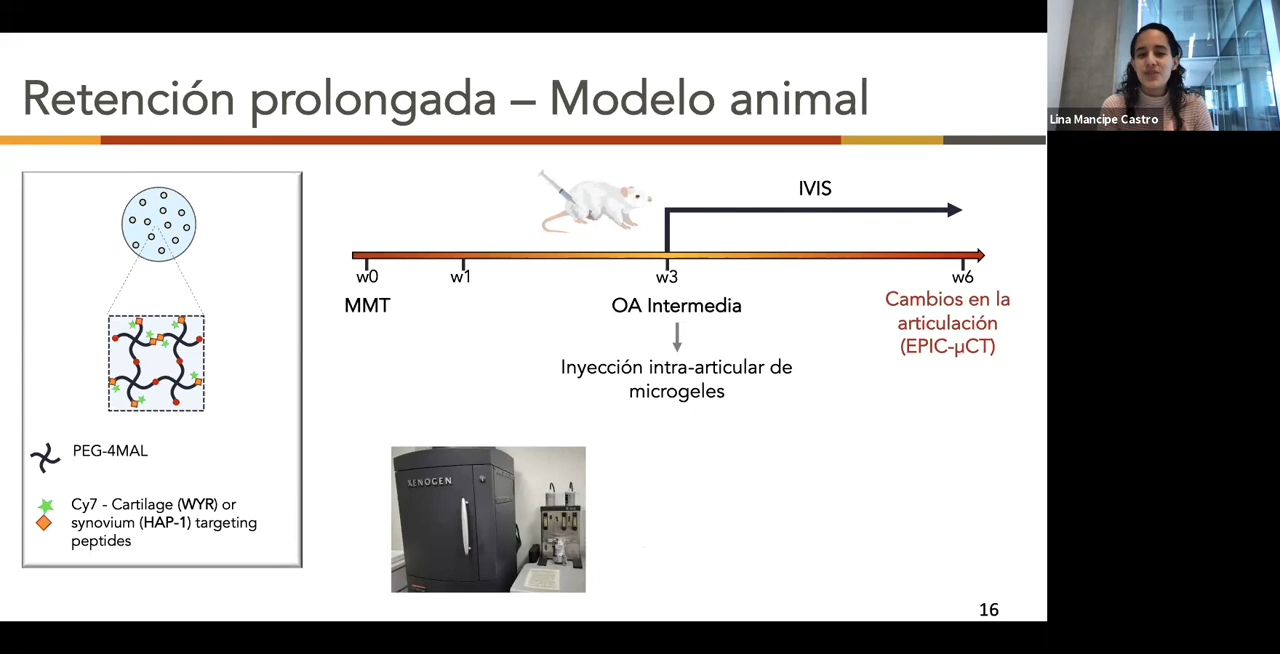 Retención prolongada – Modelo animal
Lina Mancipe Castro
IVIS
w0
w1
w3
w6
MMT
OA Intermedia
Cambios en la
articulación
(EPIC-µCT)
Inyección intra-articular de
microgeles
PEG-4MAL
Cy7 - Cartilage (WYR) or
synovium (HAP-1) targeting
peptides
XENOGEN
16